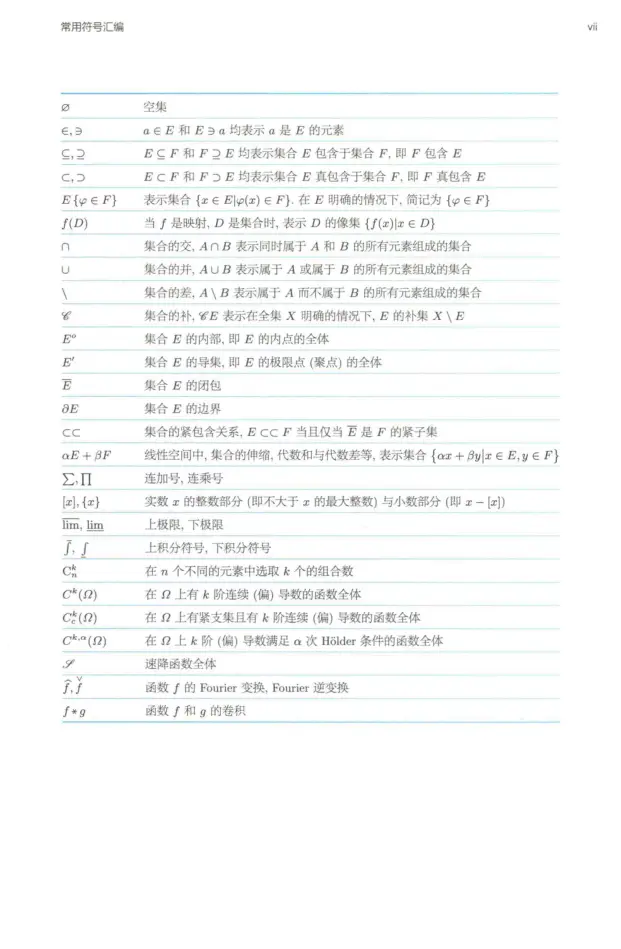 常用符号汇编 vii
∅ 空集
∈, ∋ a ∈ E 和 E ∋ a 均表示 a 是 E 的元素
⊆, ⊇ E ⊆ F 和 F ⊇ E 均表示集合 E 包含于集合 F, 即 F 包含 E
⊂, ⊃ E ⊂ F 和 F ⊃ E 均表示集合 E 真包含于集合 F, 即 F 真包含 E
E{φ ∈ F} 表示集合 {x ∈ E|φ(x) ∈ F}. 在 E 明确的情况下, 简记为 {φ ∈ F}
f(D) 当 f 是映射, D 是集合时, 表示 D 的像集 {f(x)|x ∈ D}
∩ 集合的交, A ∩ B 表示同时属于 A 和 B 的所有元素组成的集合
∪ 集合的并, A ∪ B 表示属于 A 或属于 B 的所有元素组成的集合
\ 集合的差, A \ B 表示属于 A 而不属于 B 的所有元素组成的集合
𝒞 集合的补, 𝒞E 表示在全集 X 明确的情况下, E 的补集 X \ E
E° 集合 E 的内部, 即 E 的内点的全体
E′ 集合 E 的导集, 即 E 的极限点 (聚点) 的全体
E̅ 集合 E 的闭包
∂E 集合 E 的边界
⊂⊂ 集合的紧包含关系, E ⊂⊂ F 当且仅当 E̅ 是 F 的紧子集
αE + βF 线性空间中, 集合的伸缩, 代数和与代数差等, 表示集合 {αx + βy|x ∈ E, y ∈ F}
∑, ∏ 连加号, 连乘号
[x], {x} 实数 x 的整数部分 (即不大于 x 的最大整数) 与小数部分 (即 x − [x])
l̅i̅m̅, l̲i̲m̲ 上极限, 下极限
∫̅, ∫̲ 上积分符号, 下积分符号
Cₙᵏ 在 n 个不同的元素中选取 k 个的组合数
Cᵏ(Ω) 在 Ω 上有 k 阶连续 (偏) 导数的函数全体
C_cᵏ(Ω) 在 Ω 上有紧支集且有 k 阶连续 (偏) 导数的函数全体
Cᵏ,ᵅ(Ω) 在 Ω 上 k 阶 (偏) 导数满足 α 次 Hölder 条件的函数全体
𝒮 速降函数全体
f̂, f̌ 函数 f 的 Fourier 变换, Fourier 逆变换
f ∗ g 函数 f 和 g 的卷积